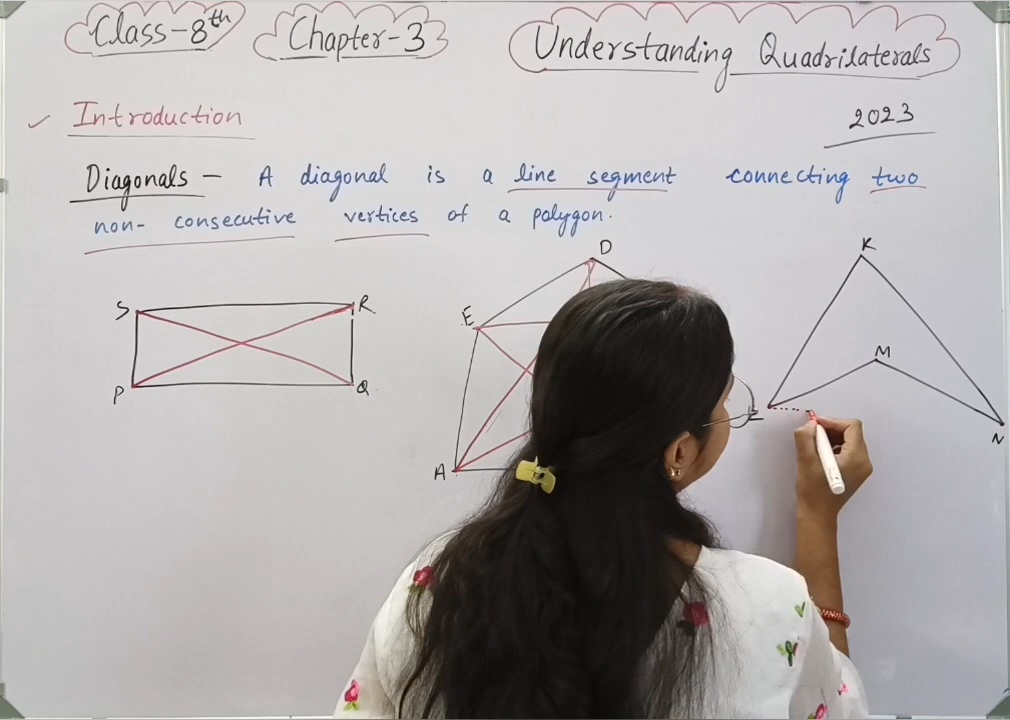 Class-8th Chapter-3 Understanding Quadrilaterals
Introduction 2023
Diagonals - A diagonal is a line segment connecting two
non- consecutive vertices of a polygon.
D K
S R E
M
P Q L
A N